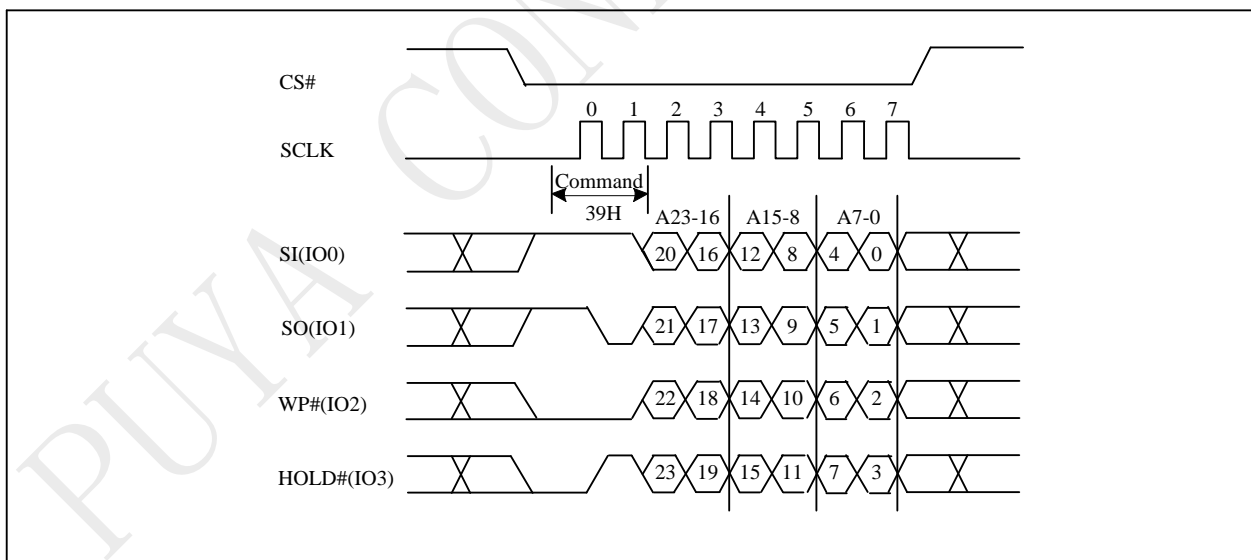 PUYA CON
CS#
0 1 2 3 4 5 6 7
SCLK
Command
39H
A23-16 A15-8 A7-0
SI(IO0) 20 16 12 8 4 0
SO(IO1) 21 17 13 9 5 1
WP#(IO2) 22 18 14 10 6 2
HOLD#(IO3) 23 19 15 11 7 3